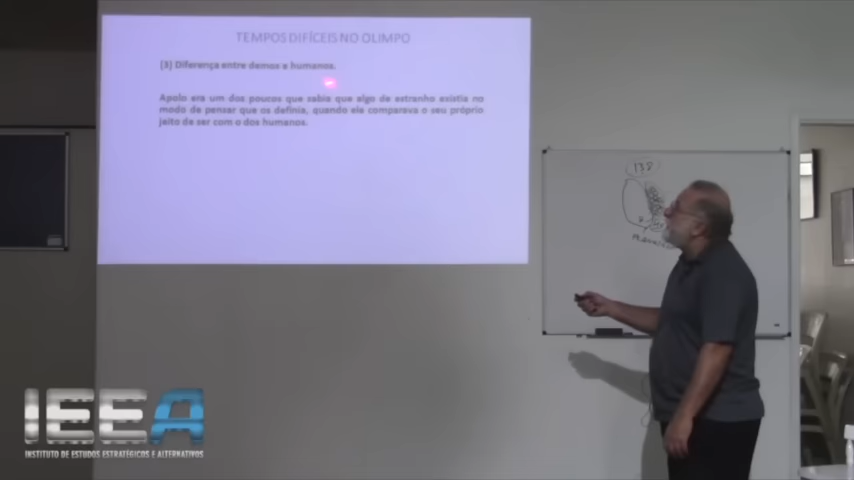 TEMPOS DIFÍCEIS NO OLIMPO
(3) Diferença entre demos e humanos.
Apolo era um dos poucos que sabia que algo de estranho existia no
modo de pensar que os definia, quando ele comparava o seu próprio
jeito de ser com o dos humanos.
138
IEEA
INSTITUTO DE ESTUDOS ESTRATÉGICOS E ALTERNATIVOS